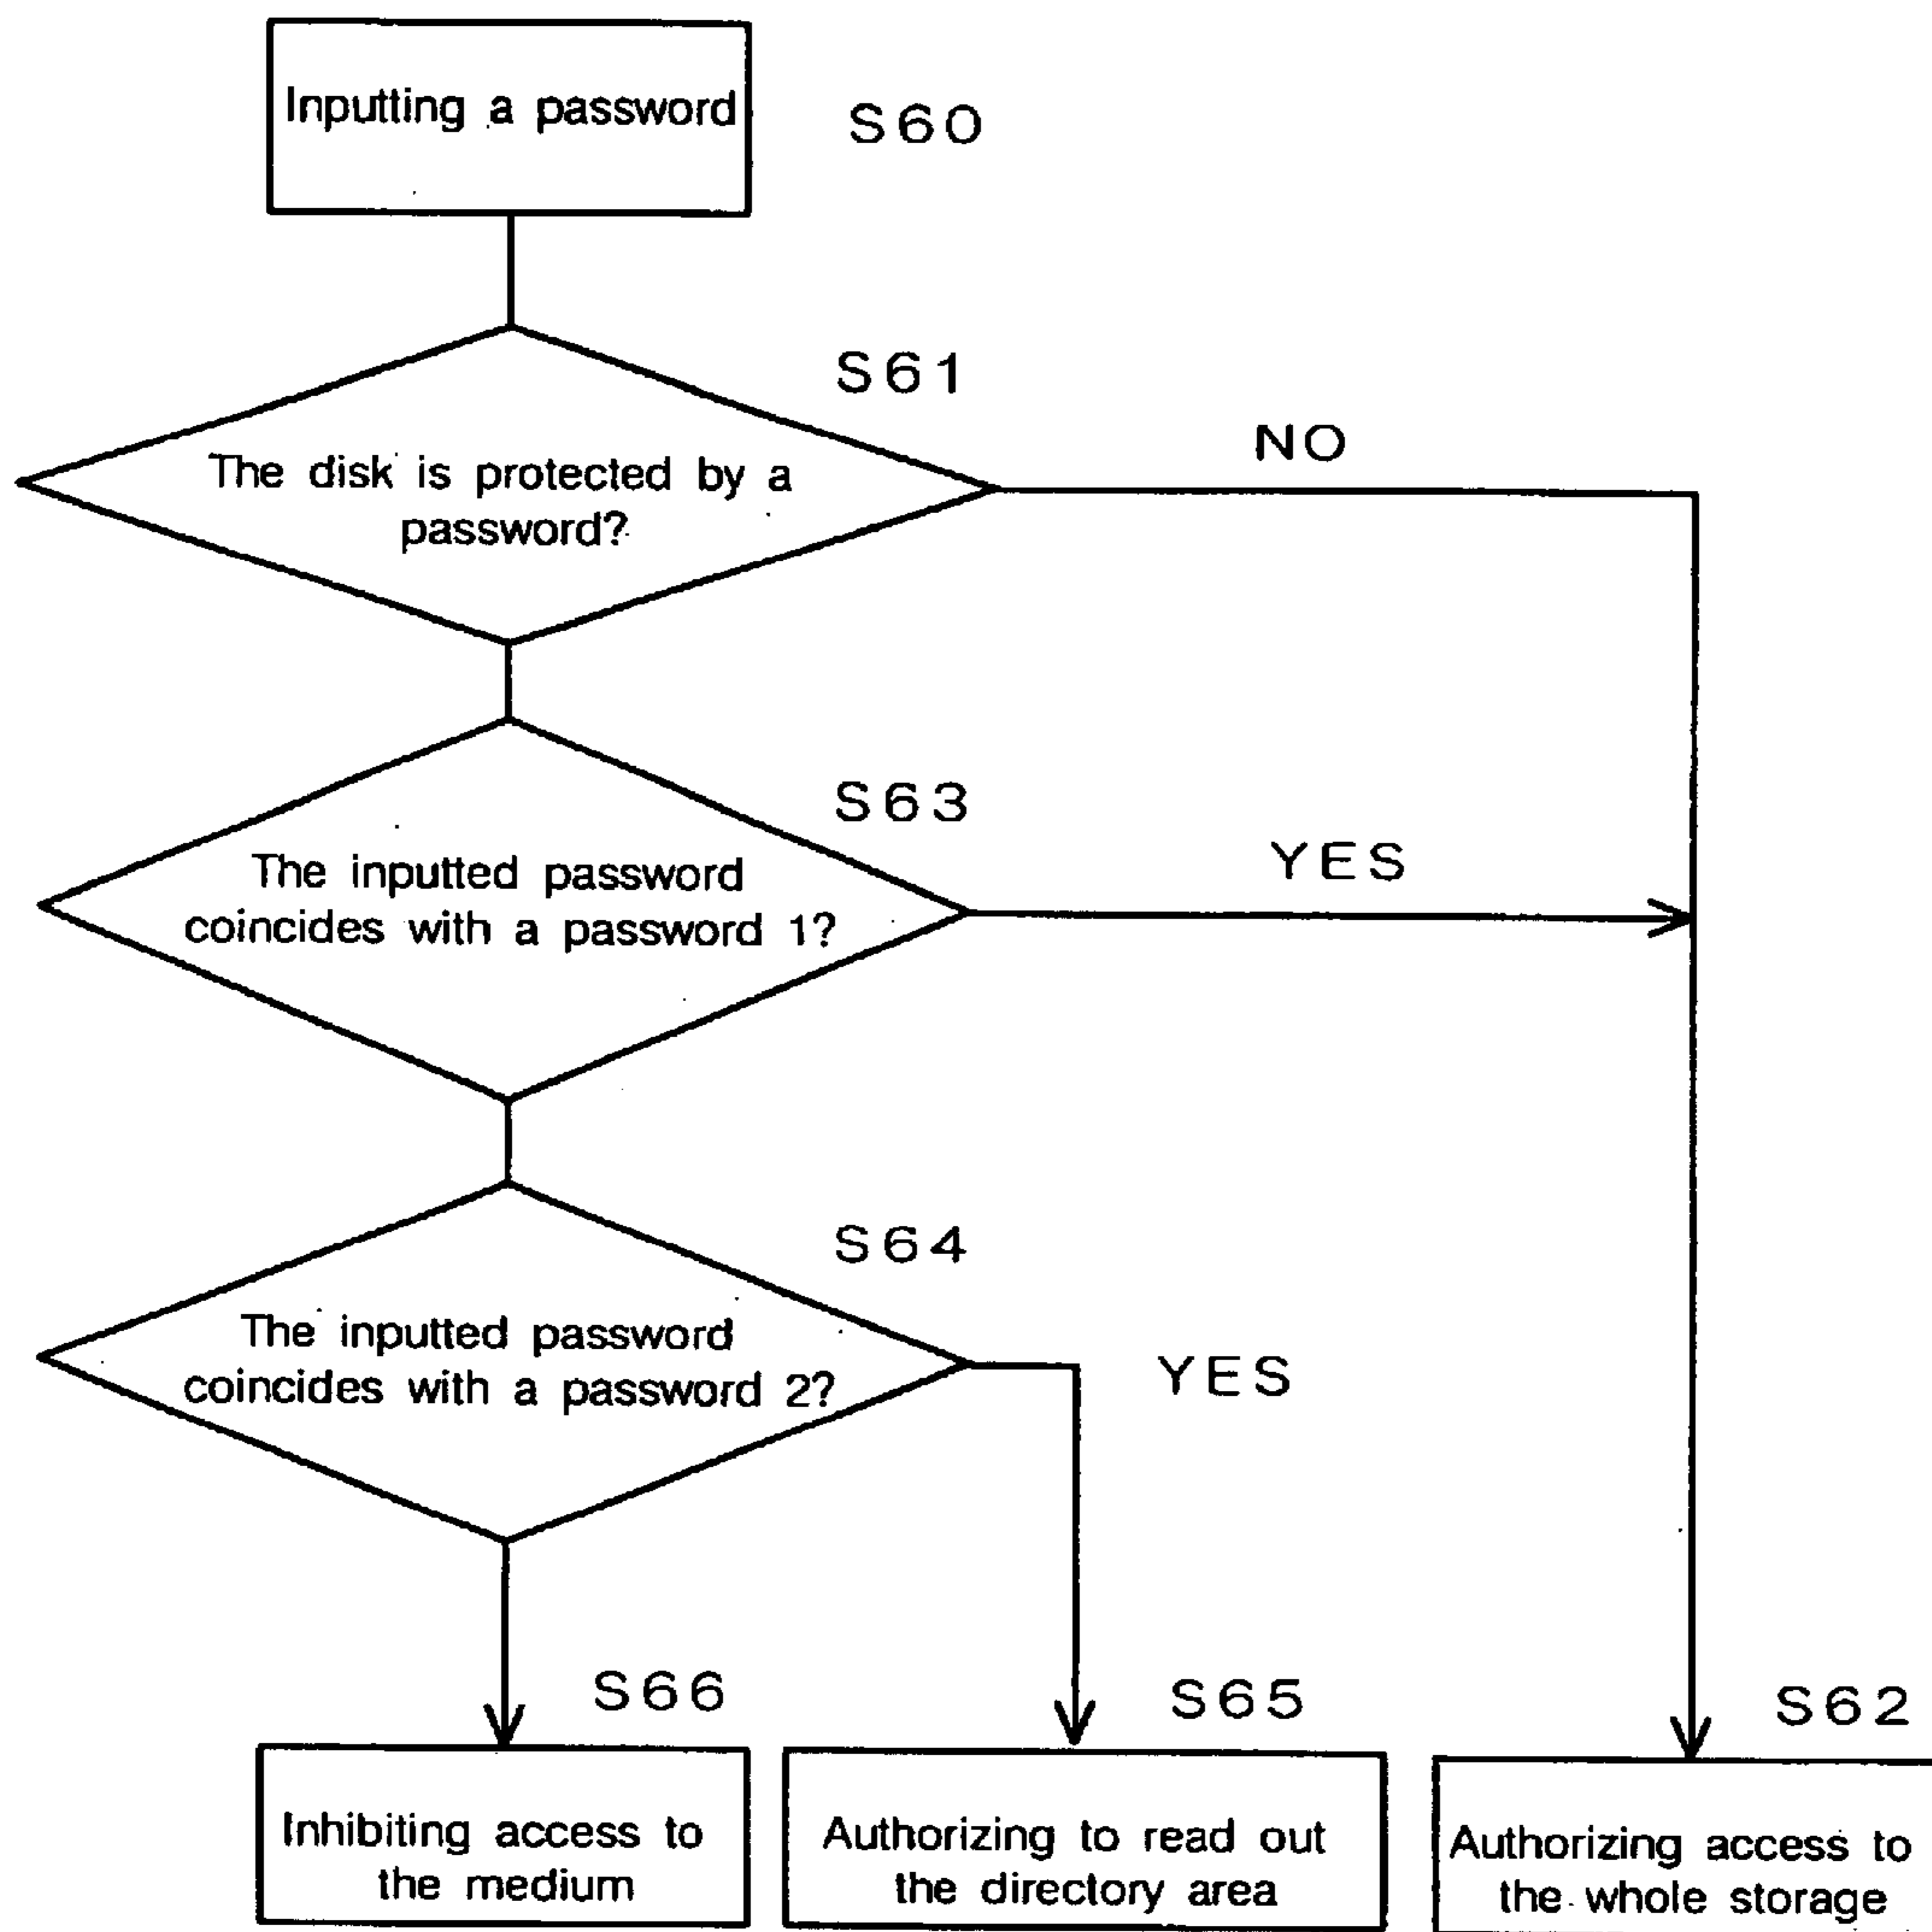 Inputting a password
S60
S61
NO
The disk is protected by a
password?
S63
YES
The inputted password
coincides with a password 1?
S64
YES
The inputted password
coincides with a password 2?
S66
S65
S62
Inhibiting access to
the medium
Authorizing to read out
the directory area
Authorizing access to
the whole storage